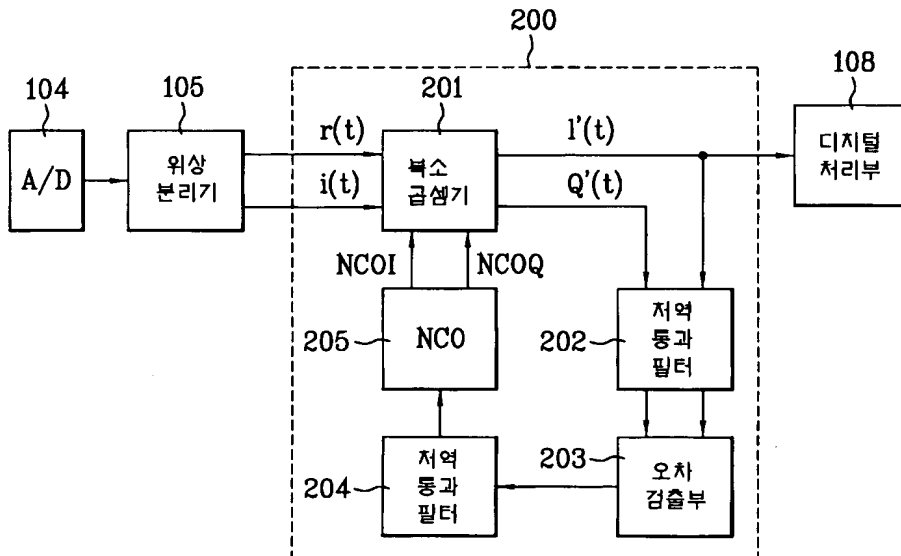 200
104
105
201
108
A/D
위상
분리기
r(t)
i(t)
복소
곱셈기
I'(t)
Q'(t)
디지털
처리부
NCOI
NCOQ
205
NCO
202
저역
통과
필터
204
저역
통과
필터
203
오차
검출부